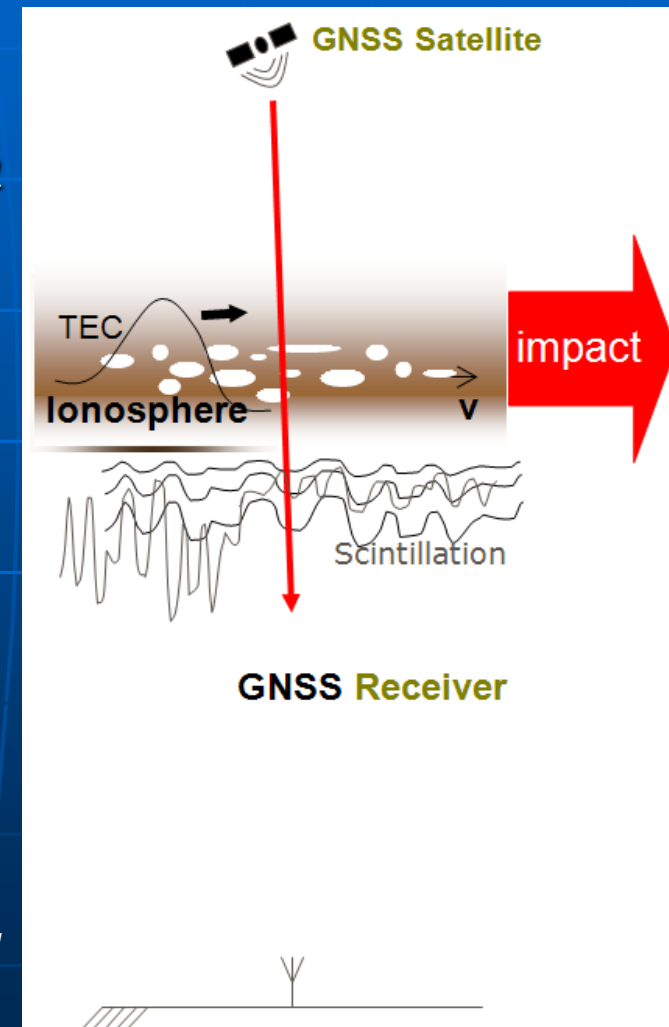 GNSS Satellite
TEC
impact
Ionosphere
v
Scintillation
GNSS Receiver